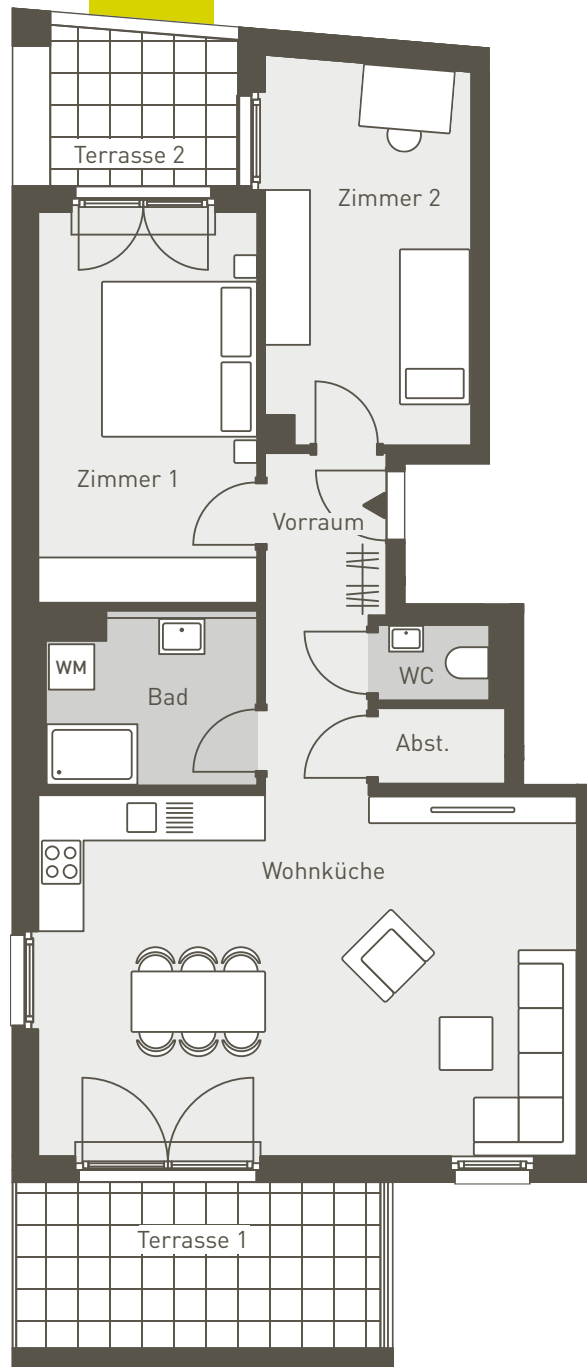 Terrasse 2
Zimmer 2
Zimmer 1
Vorraum
WM
Bad
WC
Abst.
Wohnküche
Terrasse 1